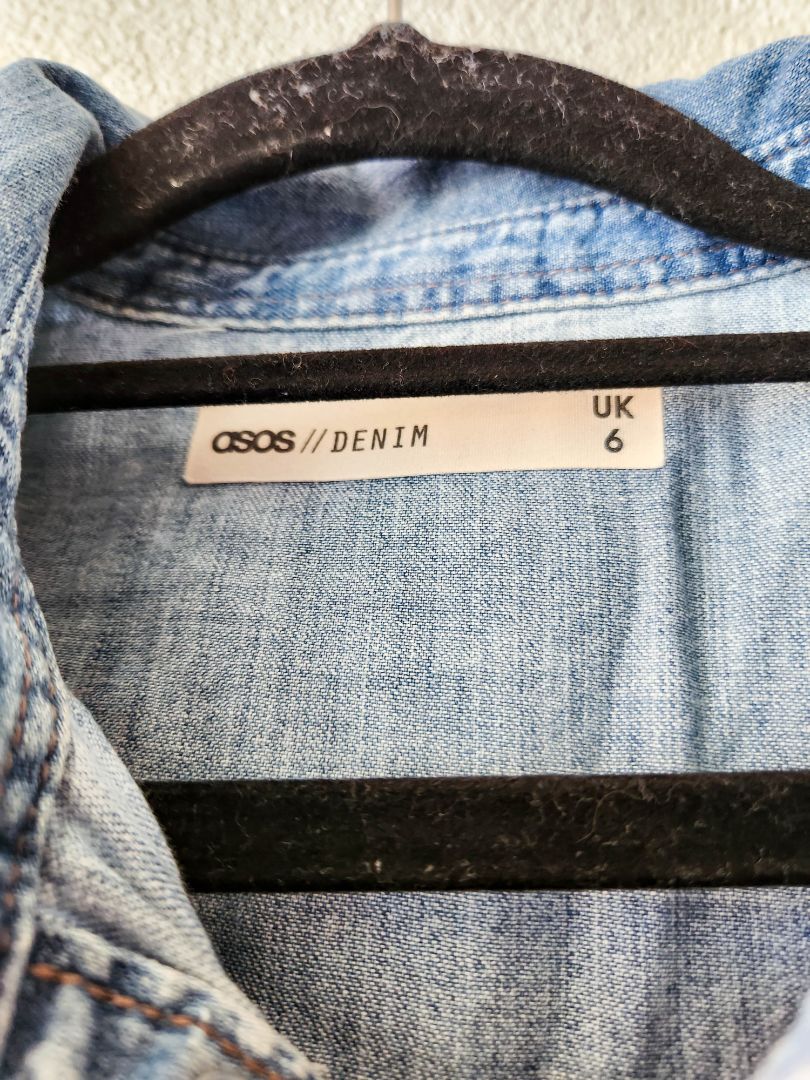 asos // DENIM
UK
6